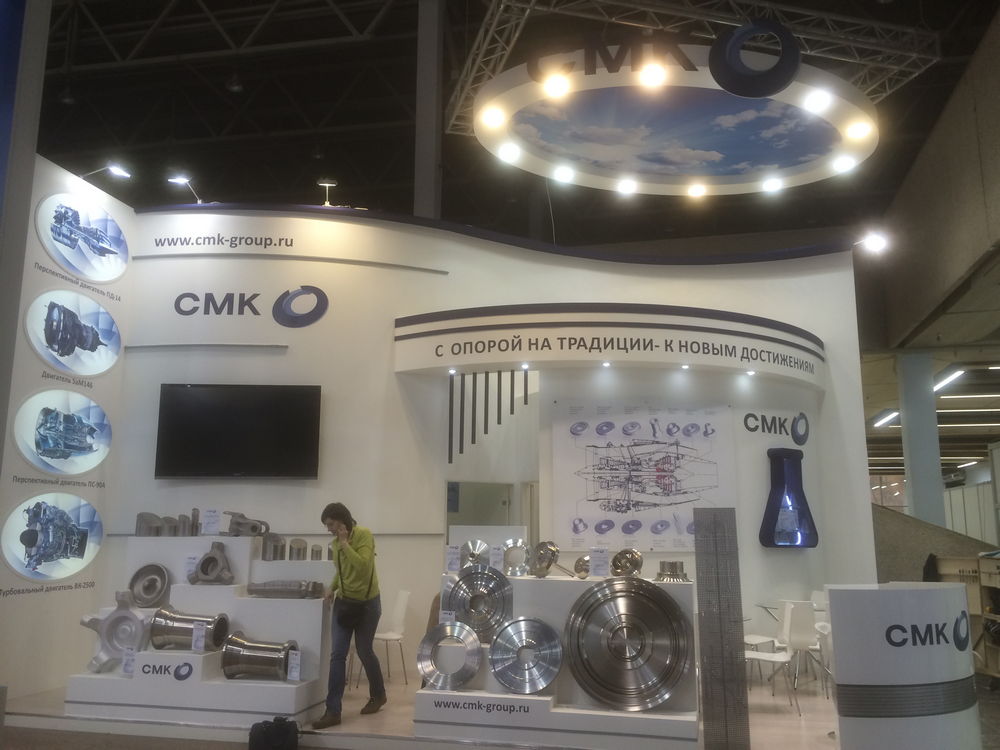 СМК
www.cmk-group.ru
Перспективный двигатель ПД-14
СМК
С ОПОРОЙ НА ТРАДИЦИИ- К НОВЫМ ДОСТИЖЕНИЯМ
Двигатель SaM146
СМК
Перспективный двигатель ПС-90А
Турбовальный двигатель ВК-2500
СМК
СМК
www.cmk-group.ru